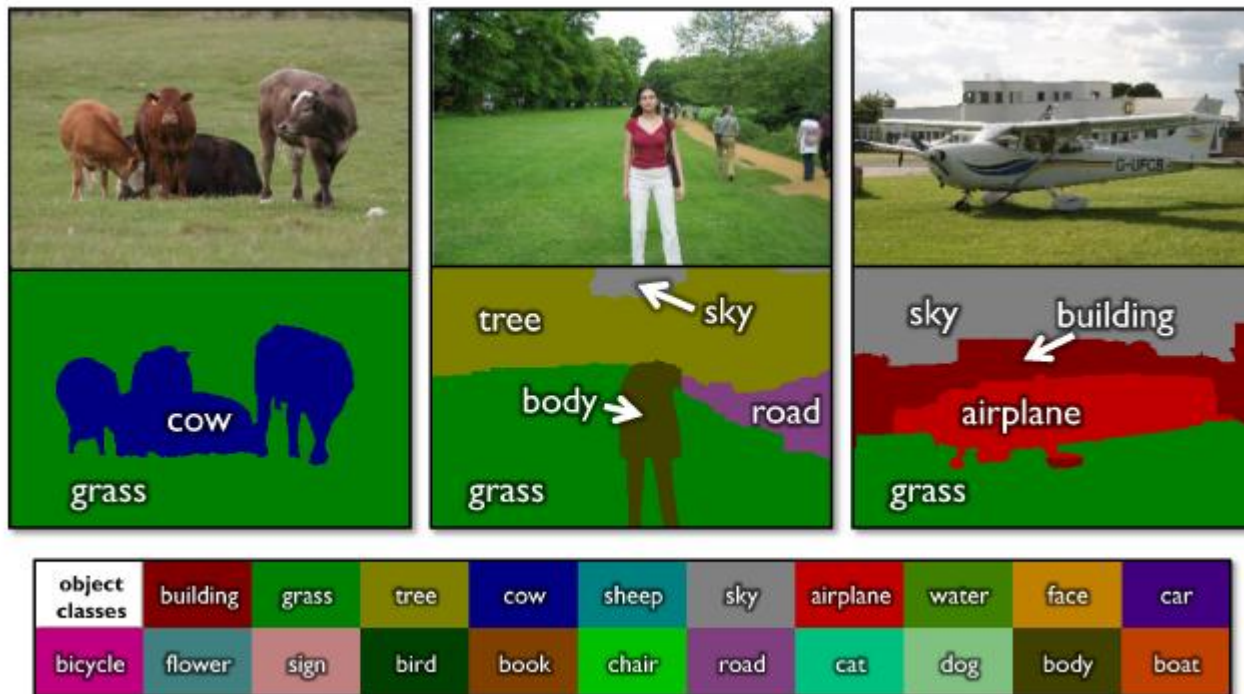 G-UFCB
cow
grass
tree
sky
body
road
grass
sky
building
airplane
grass
object classes
building
grass
tree
cow
sheep
sky
airplane
water
face
car
bicycle
flower
sign
bird
book
chair
road
cat
dog
body
boat